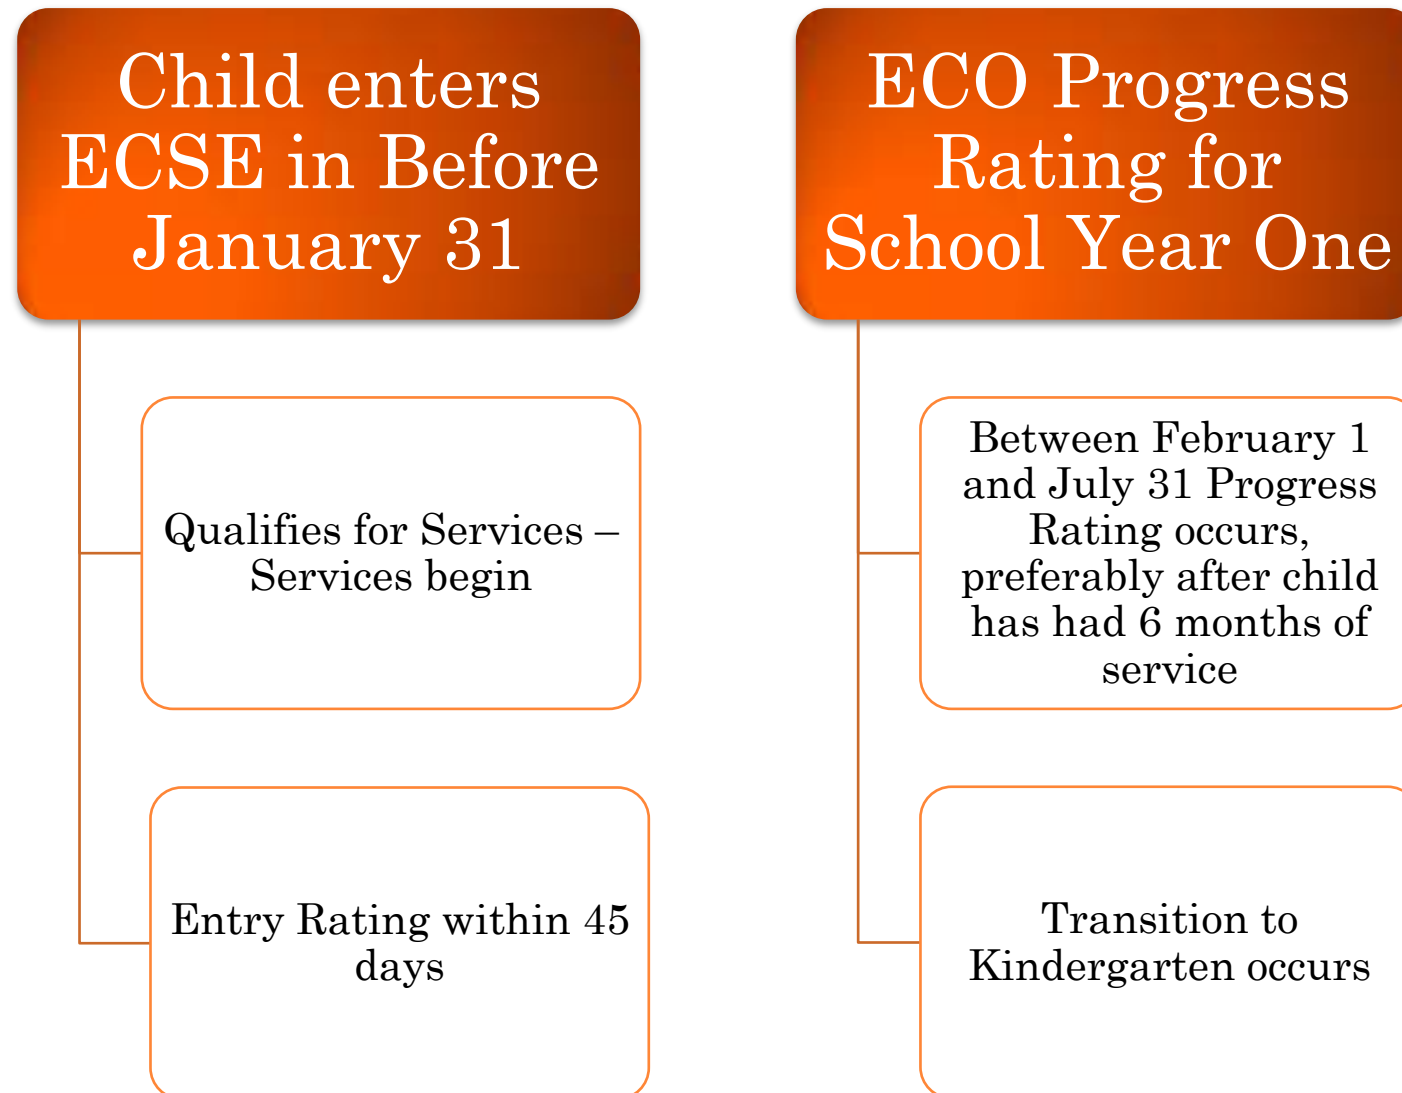 Child enters
ECSE in Before
January 31
Qualifies for Services –
Services begin
Entry Rating within 45
days
ECO Progress
Rating for
School Year One
Between February 1
and July 31 Progress
Rating occurs,
preferably after child
has had 6 months of
service
Transition to
Kindergarten occurs